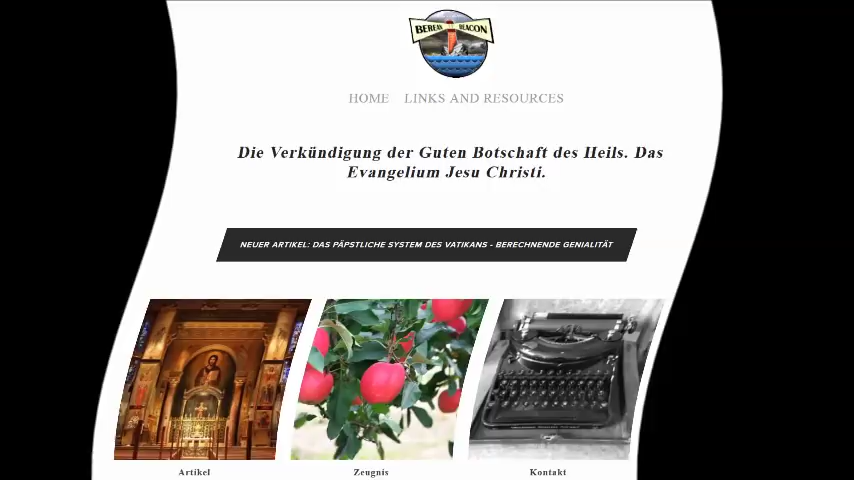 BEREAN BEACON
HOME LINKS AND RESOURCES
Die Verkündigung der Guten Botschaft des Heils. Das
Evangelium Jesu Christi.
NEUER ARTIKEL: DAS PÄPSTLICHE SYSTEM DES VATIKANS - BERECHNENDE GENIALITÄT
Artikel Zeugnis Kontakt